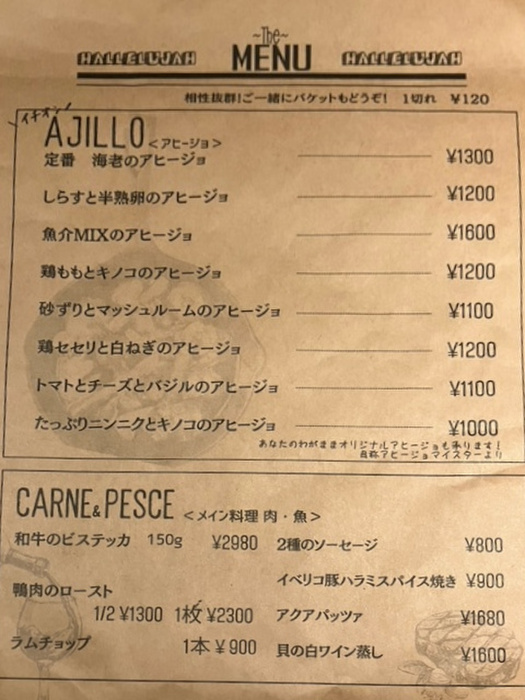 ~The~
HALLELUJAH MENU HALLELUJAH
相性抜群!ご一緒にバケットもどうぞ! 1切れ ¥120
イチオシ!
AJILLO <アヒージョ>
定番 海老のアヒージョ ¥1300
しらすと半熟卵のアヒージョ ¥1200
魚介MIXのアヒージョ ¥1600
鶏ももとキノコのアヒージョ ¥1200
砂ずりとマッシュルームのアヒージョ ¥1100
鶏セセリと白ねぎのアヒージョ ¥1200
トマトとチーズとバジルのアヒージョ ¥1100
たっぷりニンニクとキノコのアヒージョ ¥1000
あなたのわがままオリジナルアヒージョも承ります!
自称アヒージョマイスターより
CARNE&PESCE <メイン料理 肉・魚>
和牛のビステッカ 150g ¥2980
鴨肉のロースト
1/2 ¥1300 1枚 ¥2300
ラムチョップ 1本 ¥900
2種のソーセージ ¥800
イベリコ豚ハラミスパイス焼き ¥900
アクアパッツァ ¥1680
貝の白ワイン蒸し ¥1600